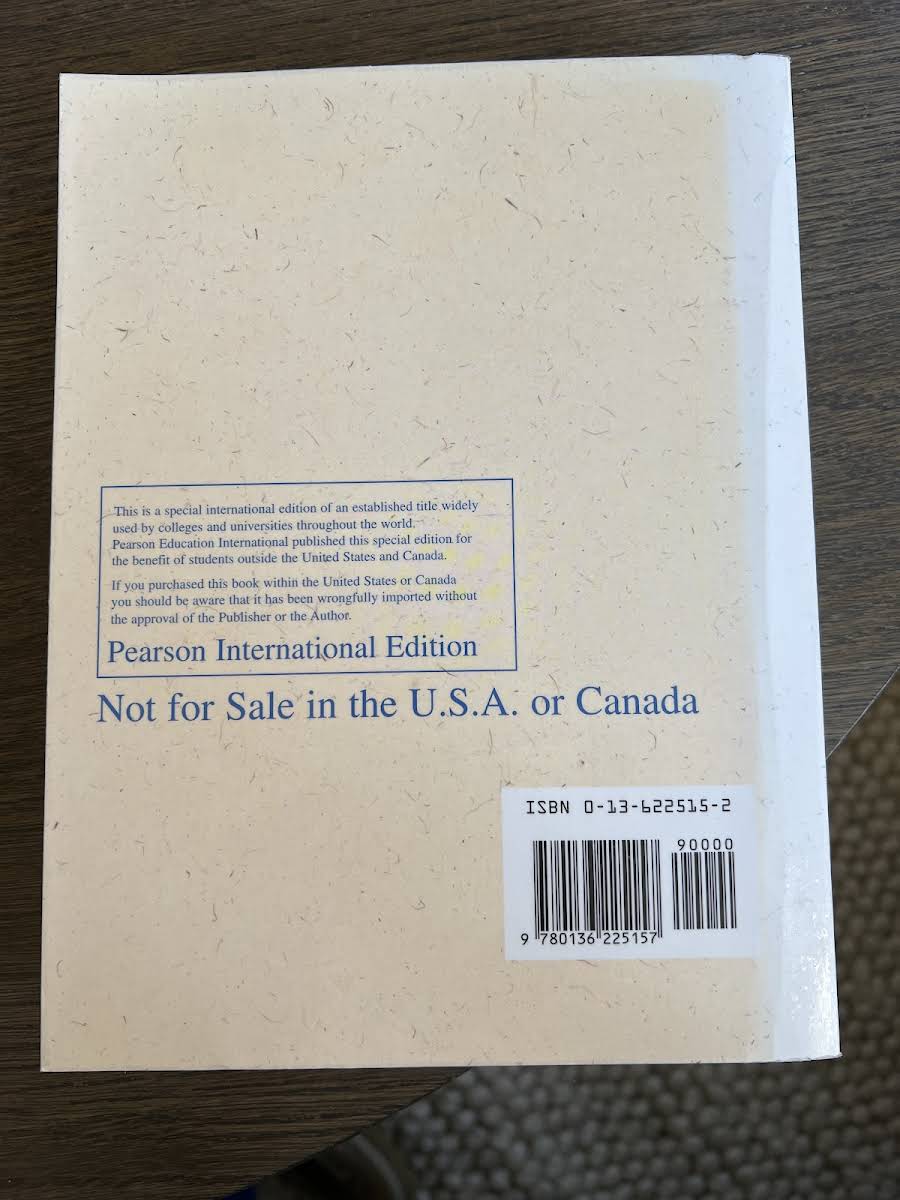 This is a special international edition of an established title widely
used by colleges and universities throughout the world.
Pearson Education International published this special edition for
the benefit of students outside the United States and Canada.
If you purchased this book within the United States or Canada
you should be aware that it has been wrongfully imported without
the approval of the Publisher or the Author.
Pearson International Edition
Not for Sale in the U.S.A. or Canada
ISBN 0-13-622515-2
90000
9 780136 225157